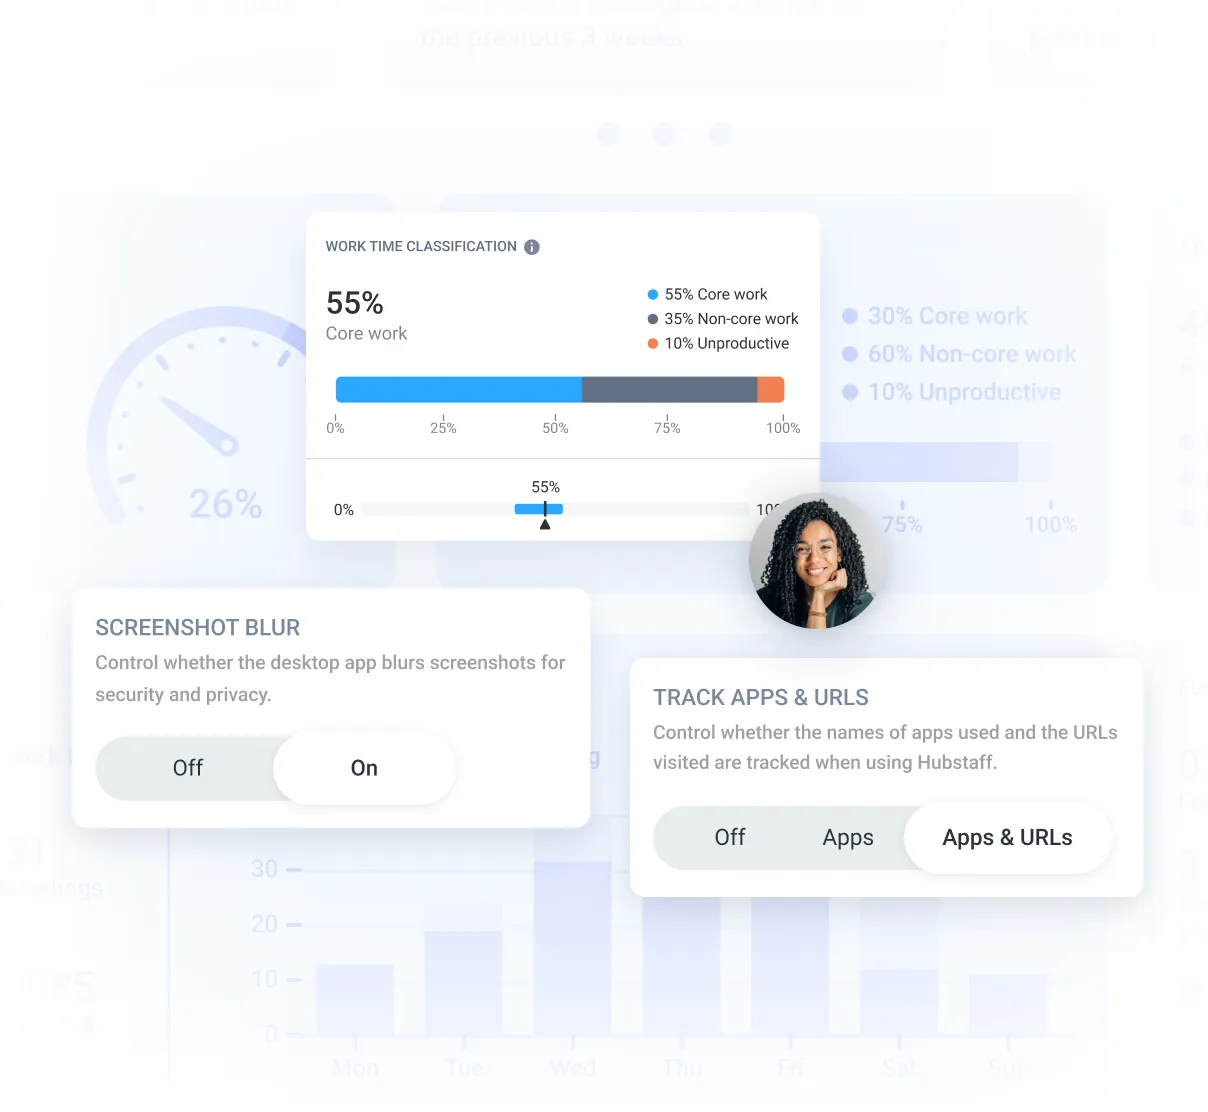 the previous 3 weeks
WORK TIME CLASSIFICATION
55%
Core work
55% Core work
35% Non-core work
10% Unproductive
0%
25%
50%
75%
100%
55%
0%
30% Core work
60% Non-core work
10% Unproductive
75%
100%
26%
SCREENSHOT BLUR
Control whether the desktop app blurs screenshots for
security and privacy.
Off
On
TRACK APPS & URLS
Control whether the names of apps used and the URLs
visited are tracked when using Hubstaff.
Off
Apps
Apps & URLs
30
20
10
0
Mon
Tue
Wed
Thu
Fri
Sat
Sun